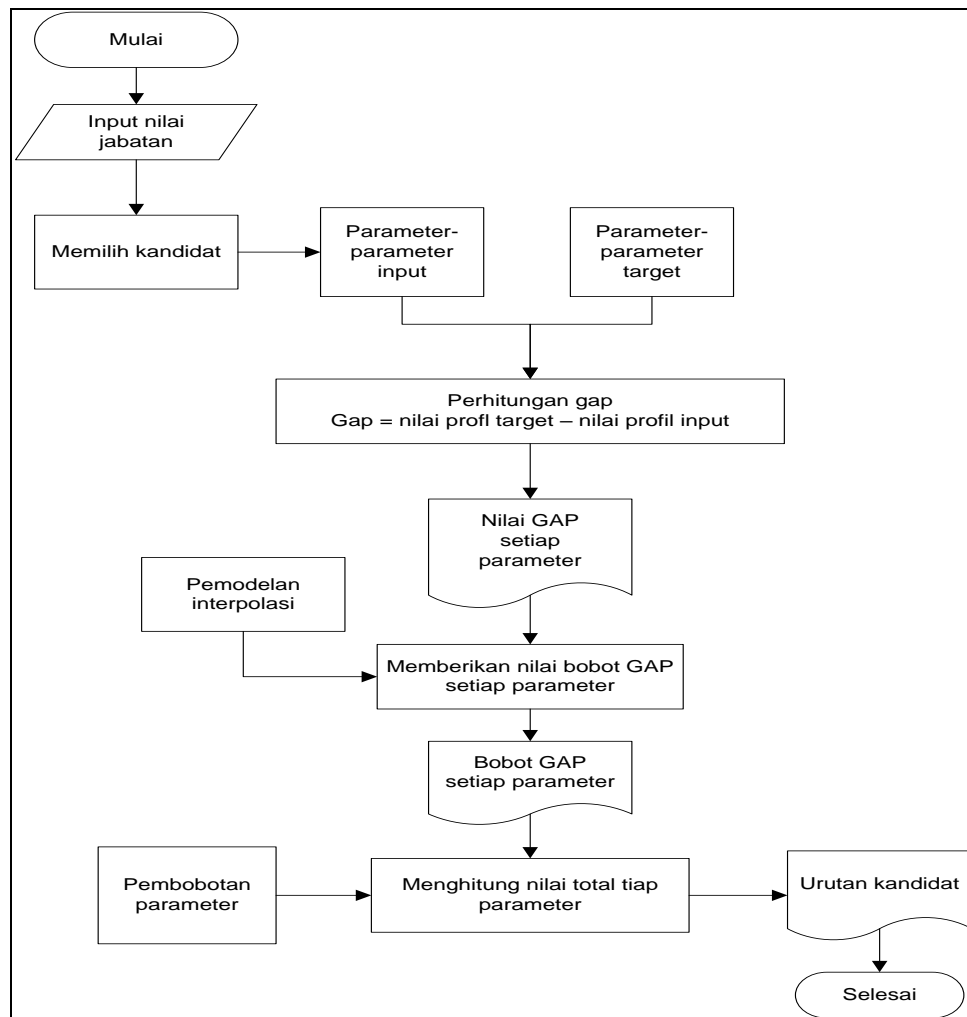 Mulai
Input nilai
jabatan
Memilih kandidat
Parameter-
parameter
input
Parameter-
parameter
target
Perhitungan gap
Gap = nilai profl target – nilai profil input
Nilai GAP
setiap
parameter
Pemodelan
interpolasi
Memberikan nilai bobot GAP
setiap parameter
Bobot GAP
setiap parameter
Pembobotan
parameter
Menghitung nilai total tiap
parameter
Urutan kandidat
Selesai